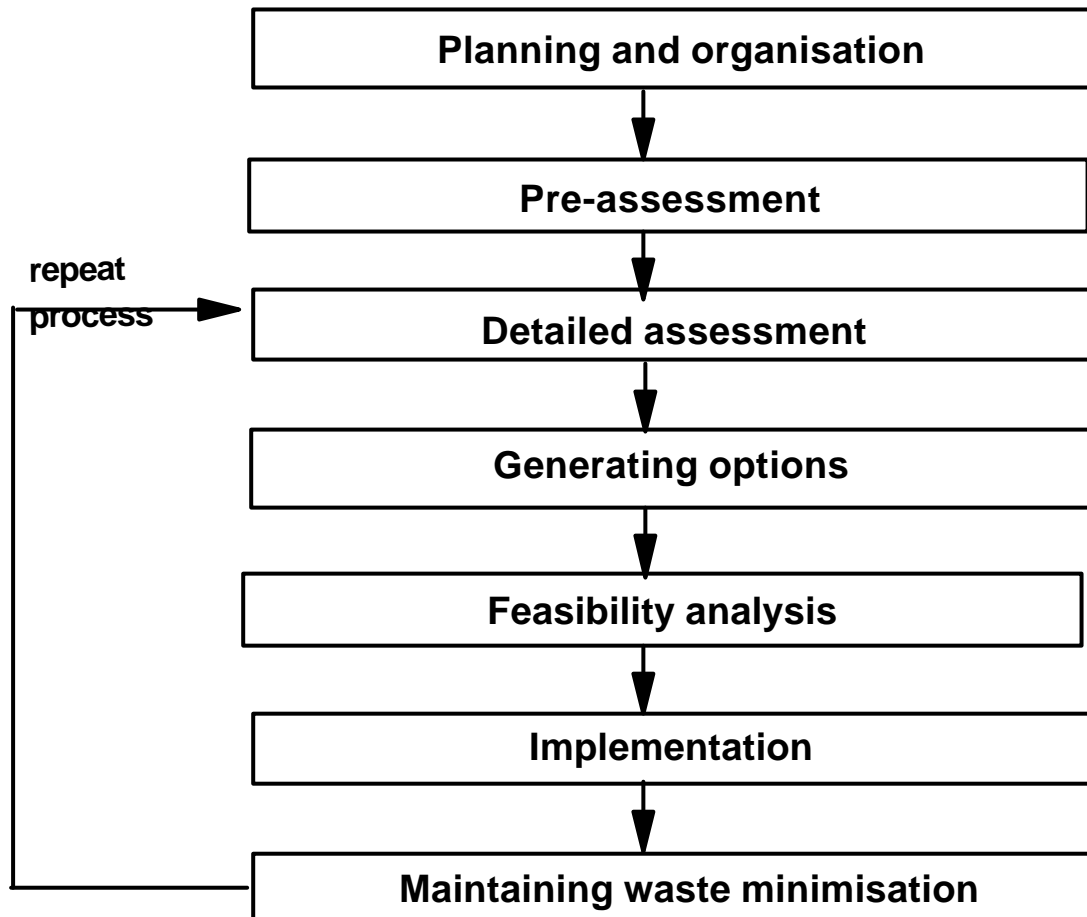 Planning and organisation
Pre-assessment
repeat
process
Detailed assessment
Generating options
Feasibility analysis
Implementation
Maintaining waste minimisation